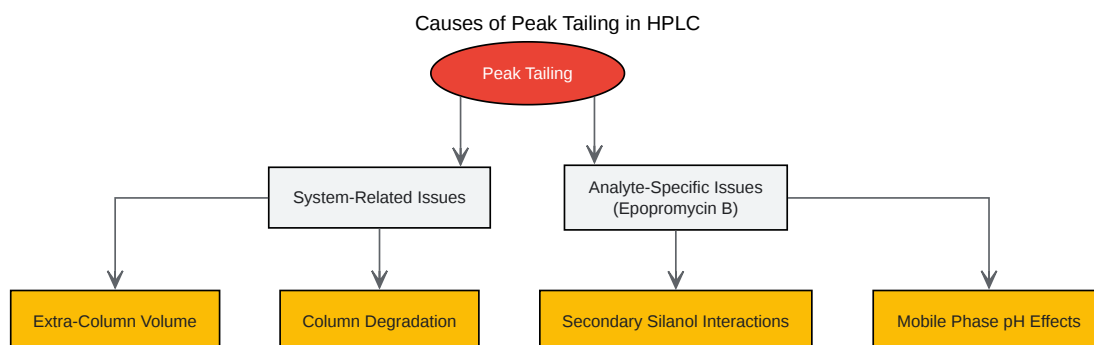 Causes of Peak Tailing in HPLC
Peak Tailing
System-Related Issues
Analyte-Specific Issues
(Epopromycin B)
Extra-Column Volume
Column Degradation
Secondary Silanol Interactions
Mobile Phase pH Effects